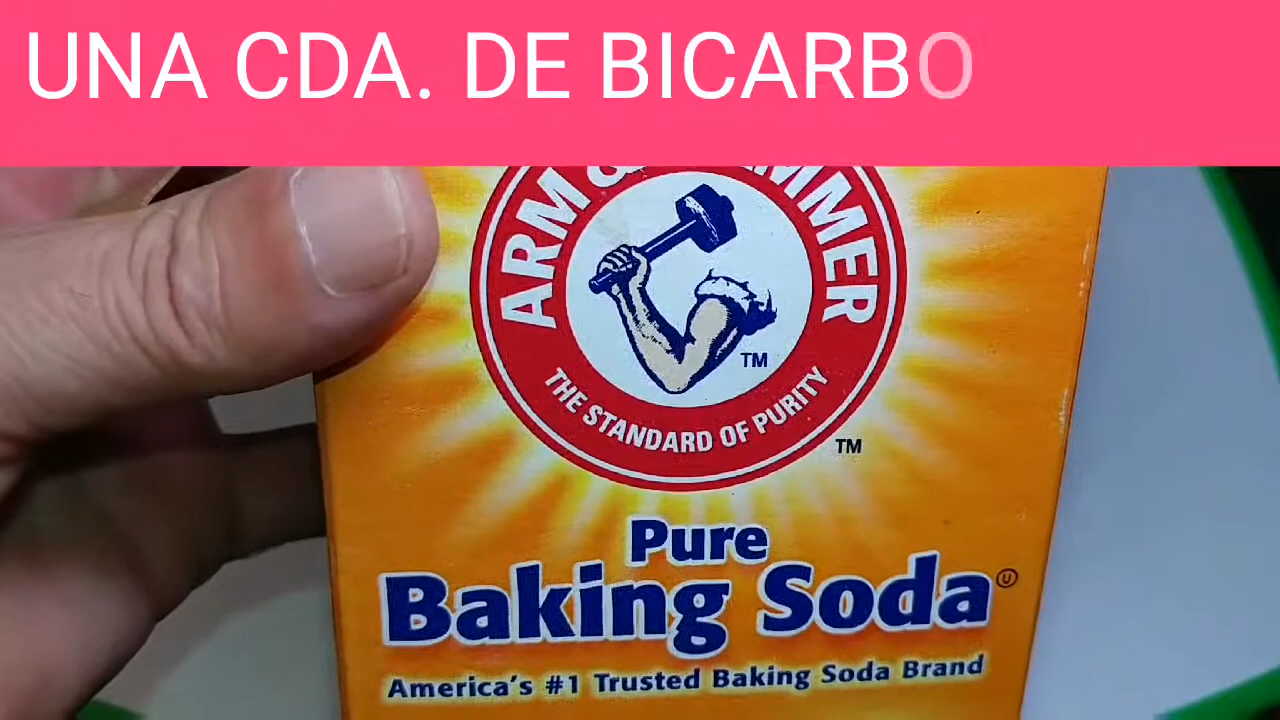 UNA CDA. DE BICARBO
ARM & HAMMER
TM
THE STANDARD OF PURITY
TM
Pure
Baking Soda
America's #1 Trusted Baking Soda Brand